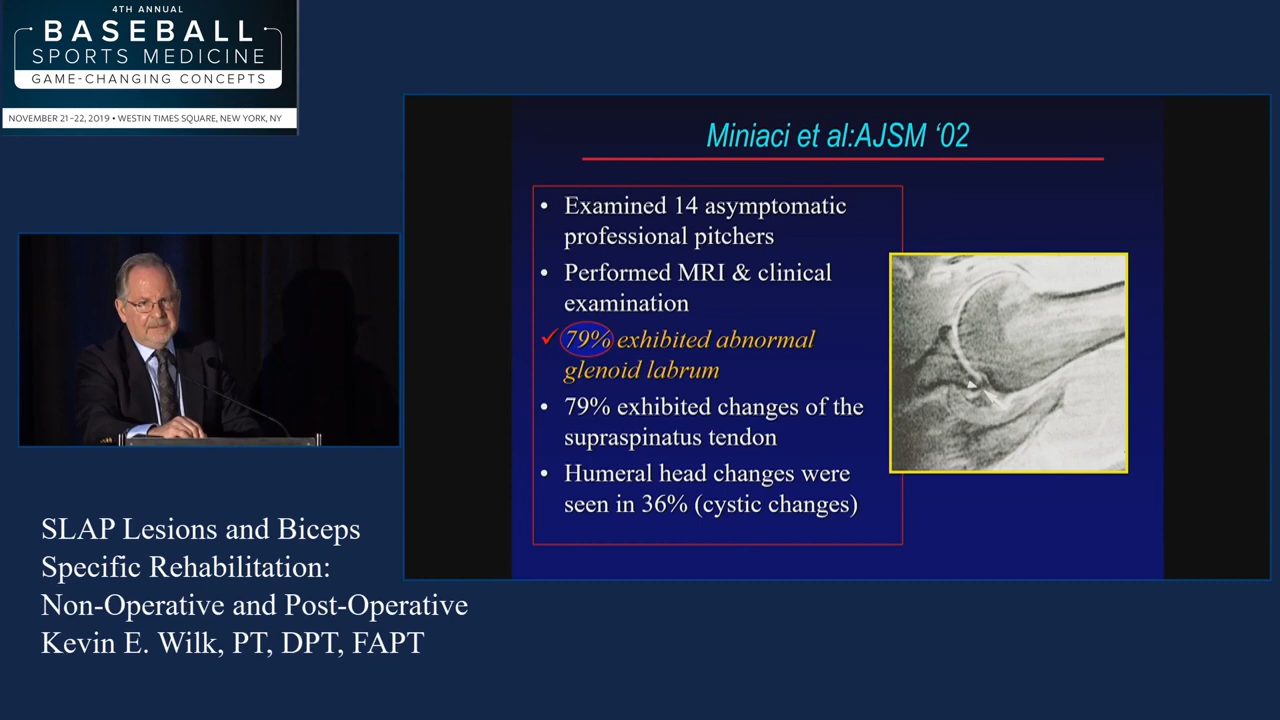 4TH ANNUAL
BASEBALL
SPORTS MEDICINE
GAME-CHANGING CONCEPTS
NOVEMBER 21–22, 2019 • WESTIN TIMES SQUARE, NEW YORK, NY
Miniaci et al:AJSM ‘02
• Examined 14 asymptomatic
professional pitchers
• Performed MRI & clinical
examination
✓ 79% exhibited abnormal
glenoid labrum
• 79% exhibited changes of the
supraspinatus tendon
• Humeral head changes were
seen in 36% (cystic changes)
SLAP Lesions and Biceps
Specific Rehabilitation:
Non-Operative and Post-Operative
Kevin E. Wilk, PT, DPT, FAPT